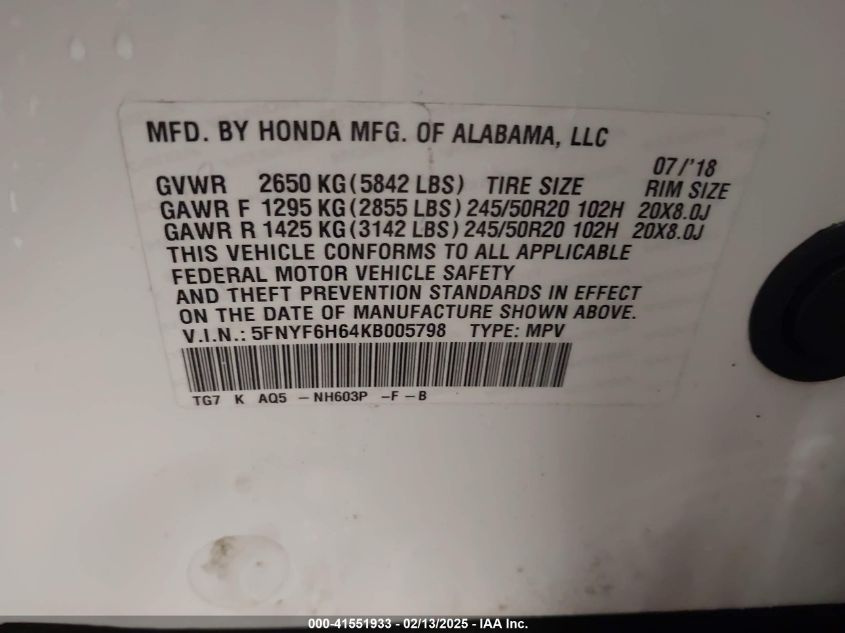 MFD. BY HONDA MFG. OF ALABAMA, LLC
07/'18
GVWR 2650 KG (5842 LBS) TIRE SIZE RIM SIZE
GAWR F 1295 KG (2855 LBS) 245/50R20 102H 20X8.0J
GAWR R 1425 KG (3142 LBS) 245/50R20 102H 20X8.0J
THIS VEHICLE CONFORMS TO ALL APPLICABLE
FEDERAL MOTOR VEHICLE SAFETY
AND THEFT PREVENTION STANDARDS IN EFFECT
ON THE DATE OF MANUFACTURE SHOWN ABOVE.
V.I.N.: 5FNYF6H64KB005798 TYPE: MPV
TG7 K AQ5 - NH603P - F - B
000-41551933 - 02/13/2025 - IAA Inc.